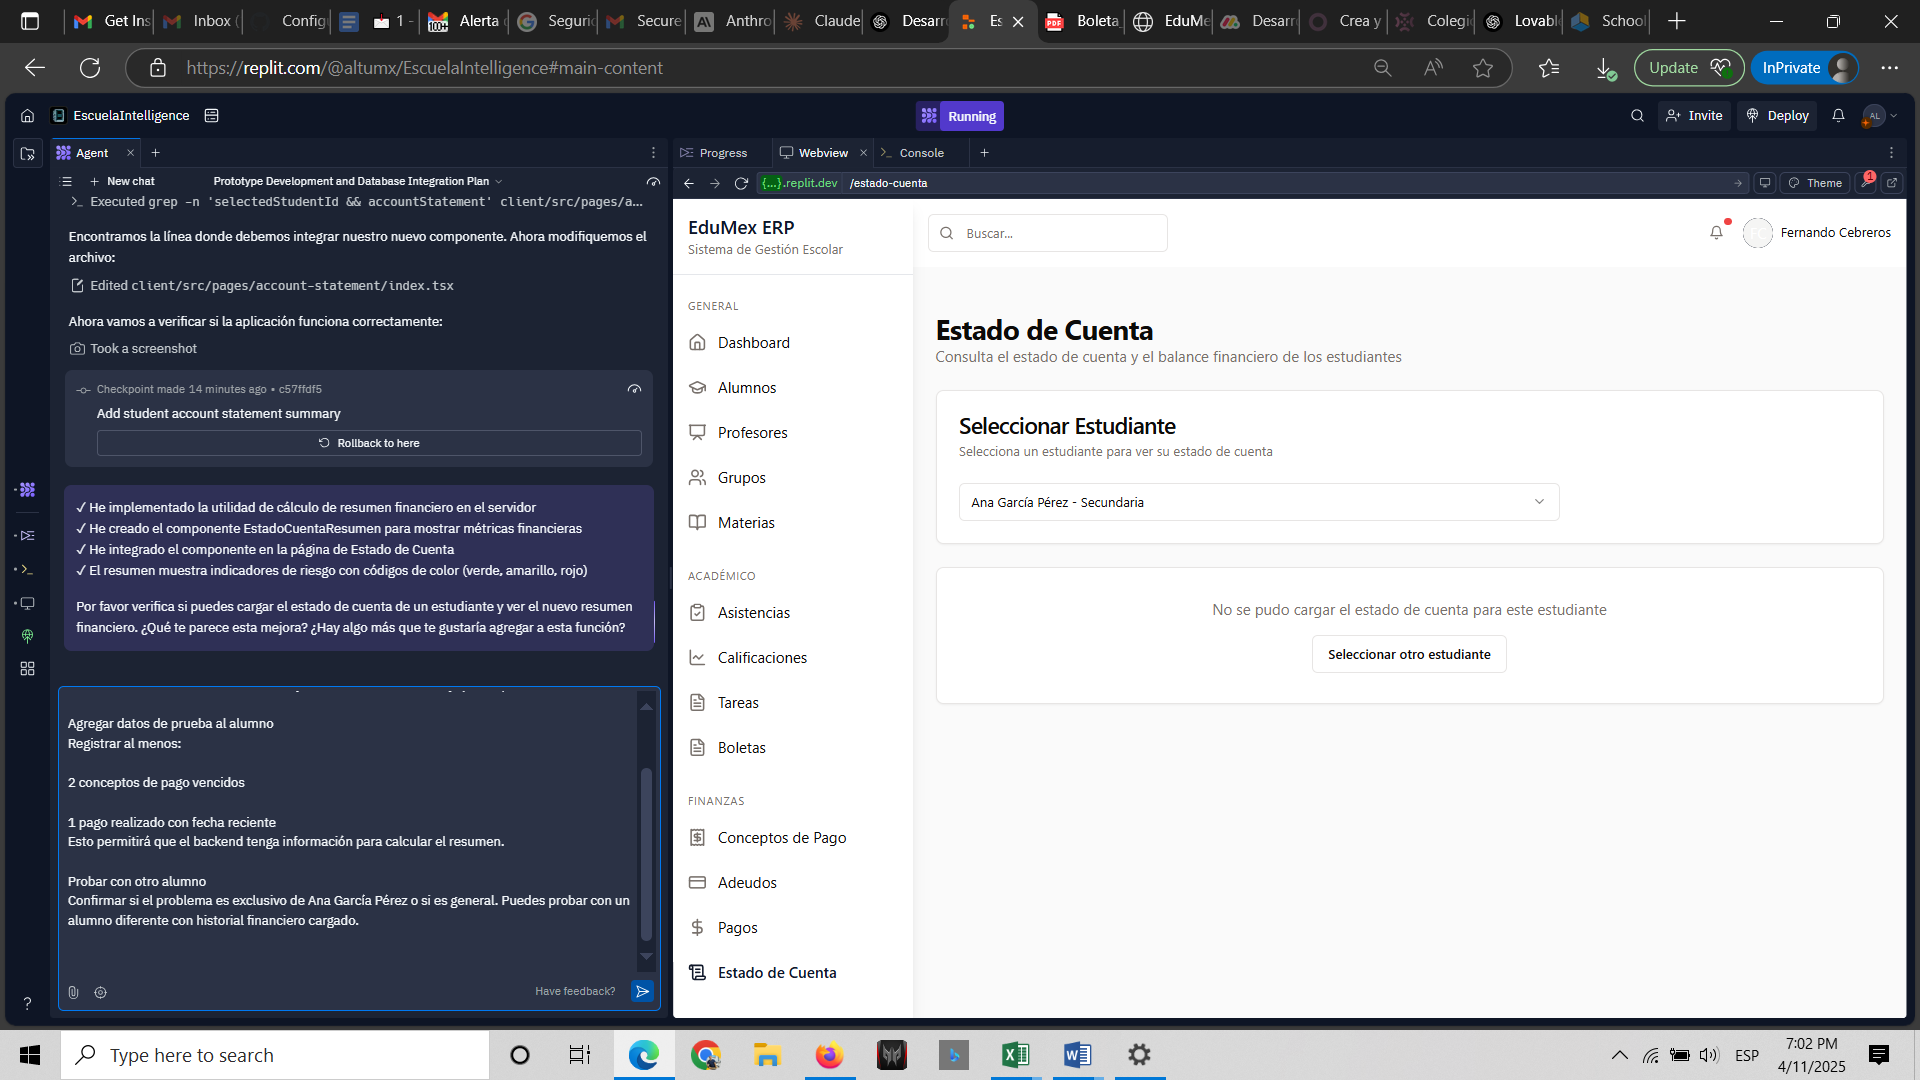 Get Ins
Inbox (
Config
1 -
Alerta
Seguri
Secure
Anthro
Claude
Desarr
Es
Boleta
EduMe
Desarr
Crea y
Colegi
Lovabl
School
https://replit.com/@altumx/EscuelaIntelligence#main-content
Update
InPrivate
EscuelaIntelligence
Running
Invite
Deploy
AL
Agent
Progress
Webview
Console
New chat
Prototype Development and Database Integration Plan
{...}.replit.dev
/estado-cuenta
Theme
1
Executed grep -n 'selectedStudentId && accountStatement' client/src/pages/a...
Encontramos la línea donde debemos integrar nuestro nuevo componente. Ahora modifiquemos el
archivo:
Edited client/src/pages/account-statement/index.tsx
Ahora vamos a verificar si la aplicación funciona correctamente:
Took a screenshot
Checkpoint made 14 minutes ago • c57ffdf5
Add student account statement summary
Rollback to here
✓ He implementado la utilidad de cálculo de resumen financiero en el servidor
✓ He creado el componente EstadoCuentaResumen para mostrar métricas financieras
✓ He integrado el componente en la página de Estado de Cuenta
✓ El resumen muestra indicadores de riesgo con códigos de color (verde, amarillo, rojo)
Por favor verifica si puedes cargar el estado de cuenta de un estudiante y ver el nuevo resumen
financiero. ¿Qué te parece esta mejora? ¿Hay algo más que te gustaría agregar a esta función?
Agregar datos de prueba al alumno
Registrar al menos:
2 conceptos de pago vencidos
1 pago realizado con fecha reciente
Esto permitirá que el backend tenga información para calcular el resumen.
Probar con otro alumno
Confirmar si el problema es exclusivo de Ana García Pérez o si es general. Puedes probar con un
alumno diferente con historial financiero cargado.
Have feedback?
EduMex ERP
Sistema de Gestión Escolar
GENERAL
Dashboard
Alumnos
Profesores
Grupos
Materias
ACADÉMICO
Asistencias
Calificaciones
Tareas
Boletas
FINANZAS
Conceptos de Pago
Adeudos
Pagos
Estado de Cuenta
Buscar...
Fernando Cebreros
Estado de Cuenta
Consulta el estado de cuenta y el balance financiero de los estudiantes
Seleccionar Estudiante
Selecciona un estudiante para ver su estado de cuenta
Ana García Pérez - Secundaria
No se pudo cargar el estado de cuenta para este estudiante
Seleccionar otro estudiante
Type here to search
ESP
7:02 PM
4/11/2025